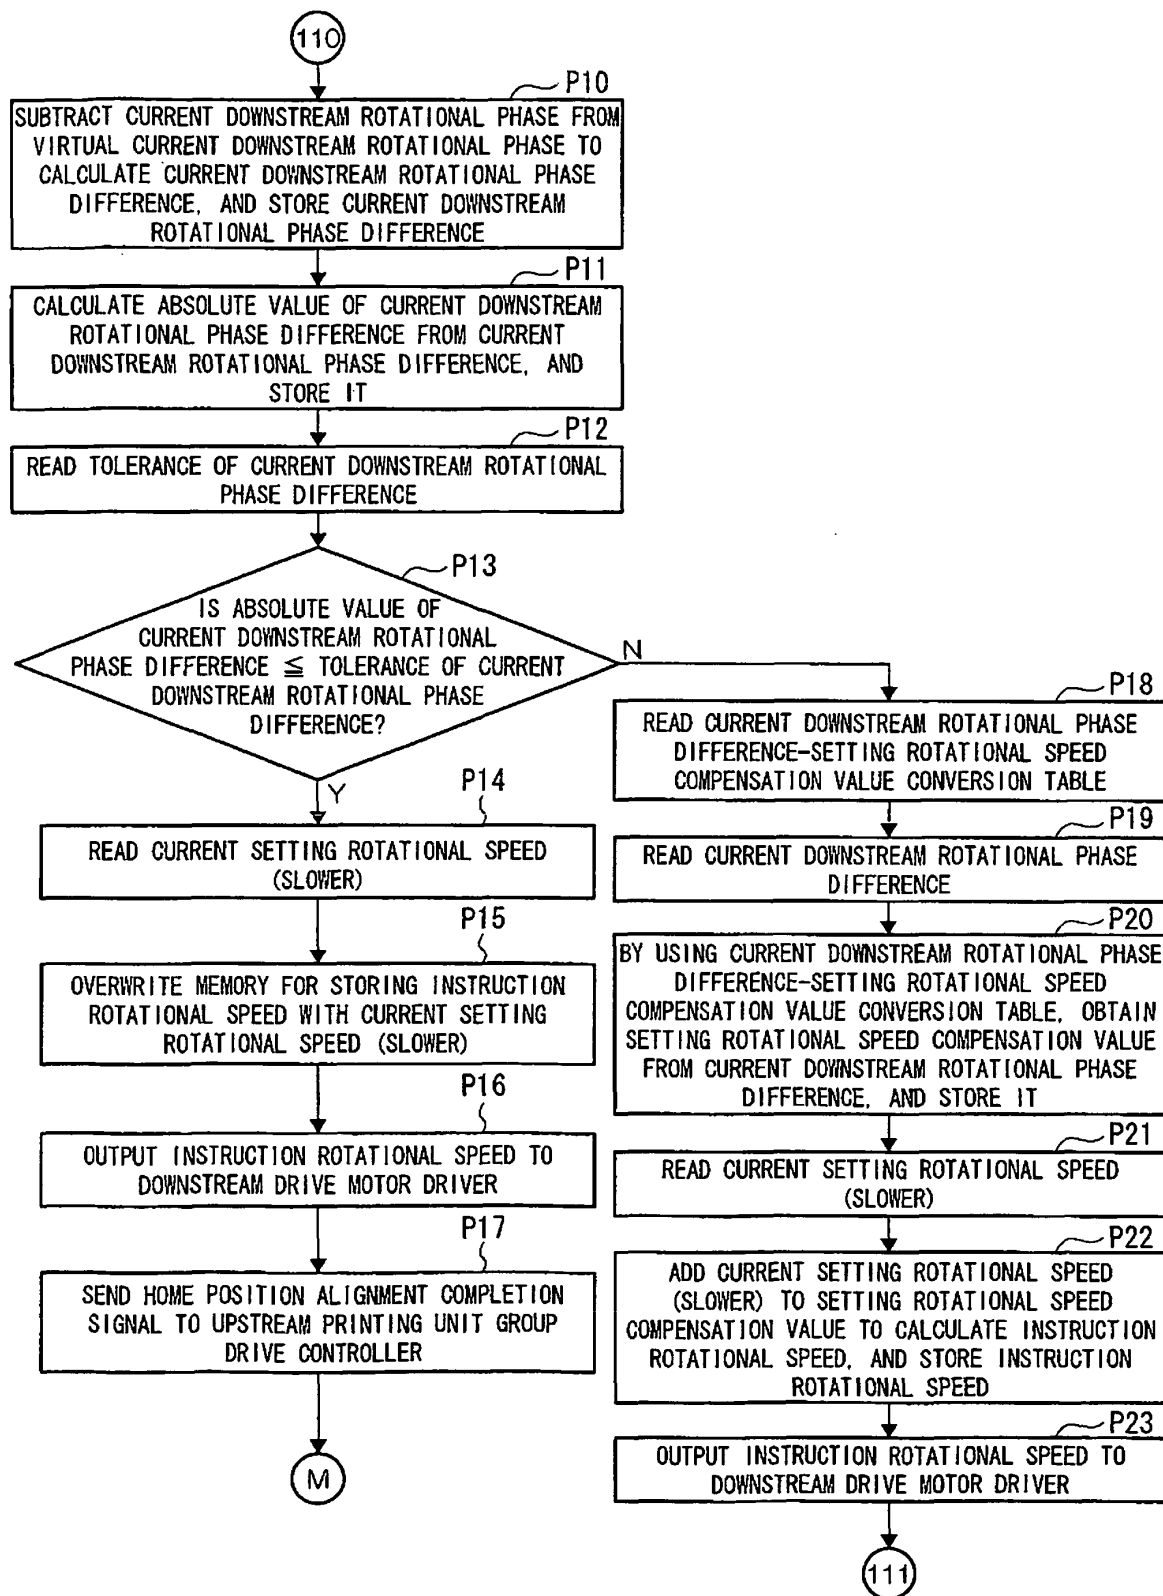 110
P10
SUBTRACT CURRENT DOWNSTREAM ROTATIONAL PHASE FROM
VIRTUAL CURRENT DOWNSTREAM ROTATIONAL PHASE TO
CALCULATE CURRENT DOWNSTREAM ROTATIONAL PHASE
DIFFERENCE, AND STORE CURRENT DOWNSTREAM
ROTATIONAL PHASE DIFFERENCE
P11
CALCULATE ABSOLUTE VALUE OF CURRENT DOWNSTREAM
ROTATIONAL PHASE DIFFERENCE FROM CURRENT
DOWNSTREAM ROTATIONAL PHASE DIFFERENCE, AND
STORE IT
P12
READ TOLERANCE OF CURRENT DOWNSTREAM ROTATIONAL
PHASE DIFFERENCE
P13
IS ABSOLUTE VALUE OF
CURRENT DOWNSTREAM ROTATIONAL
PHASE DIFFERENCE ≦ TOLERANCE OF CURRENT
DOWNSTREAM ROTATIONAL PHASE
DIFFERENCE?
Y
P14
READ CURRENT SETTING ROTATIONAL SPEED
(SLOWER)
P15
OVERWRITE MEMORY FOR STORING INSTRUCTION
ROTATIONAL SPEED WITH CURRENT SETTING
ROTATIONAL SPEED (SLOWER)
P16
OUTPUT INSTRUCTION ROTATIONAL SPEED TO
DOWNSTREAM DRIVE MOTOR DRIVER
P17
SEND HOME POSITION ALIGNMENT COMPLETION
SIGNAL TO UPSTREAM PRINTING UNIT GROUP
DRIVE CONTROLLER
M
N
P18
READ CURRENT DOWNSTREAM ROTATIONAL PHASE
DIFFERENCE-SETTING ROTATIONAL SPEED
COMPENSATION VALUE CONVERSION TABLE
P19
READ CURRENT DOWNSTREAM ROTATIONAL PHASE
DIFFERENCE
P20
BY USING CURRENT DOWNSTREAM ROTATIONAL PHASE
DIFFERENCE-SETTING ROTATIONAL SPEED
COMPENSATION VALUE CONVERSION TABLE, OBTAIN
SETTING ROTATIONAL SPEED COMPENSATION VALUE
FROM CURRENT DOWNSTREAM ROTATIONAL PHASE
DIFFERENCE, AND STORE IT
P21
READ CURRENT SETTING ROTATIONAL SPEED
(SLOWER)
P22
ADD CURRENT SETTING ROTATIONAL SPEED
(SLOWER) TO SETTING ROTATIONAL SPEED
COMPENSATION VALUE TO CALCULATE INSTRUCTION
ROTATIONAL SPEED, AND STORE INSTRUCTION
ROTATIONAL SPEED
P23
OUTPUT INSTRUCTION ROTATIONAL SPEED TO
DOWNSTREAM DRIVE MOTOR DRIVER
111